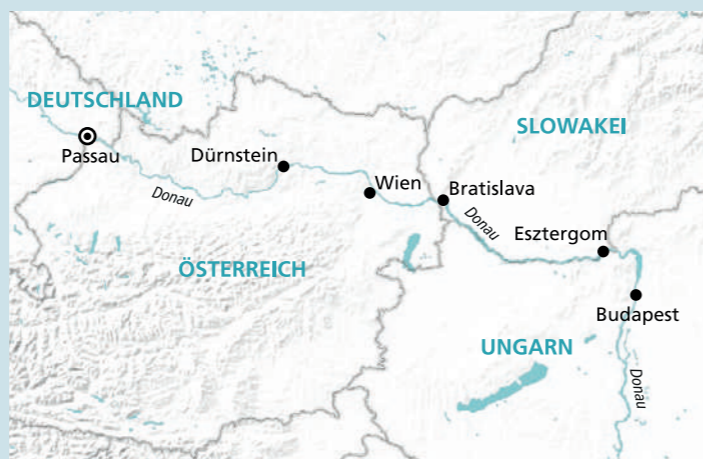 DEUTSCHLAND
SLOWAKEI
Passau
Dürnstein
Wien
Bratislava
Donau
Donau
Esztergom
ÖSTERREICH
Budapest
UNGARN
Donau